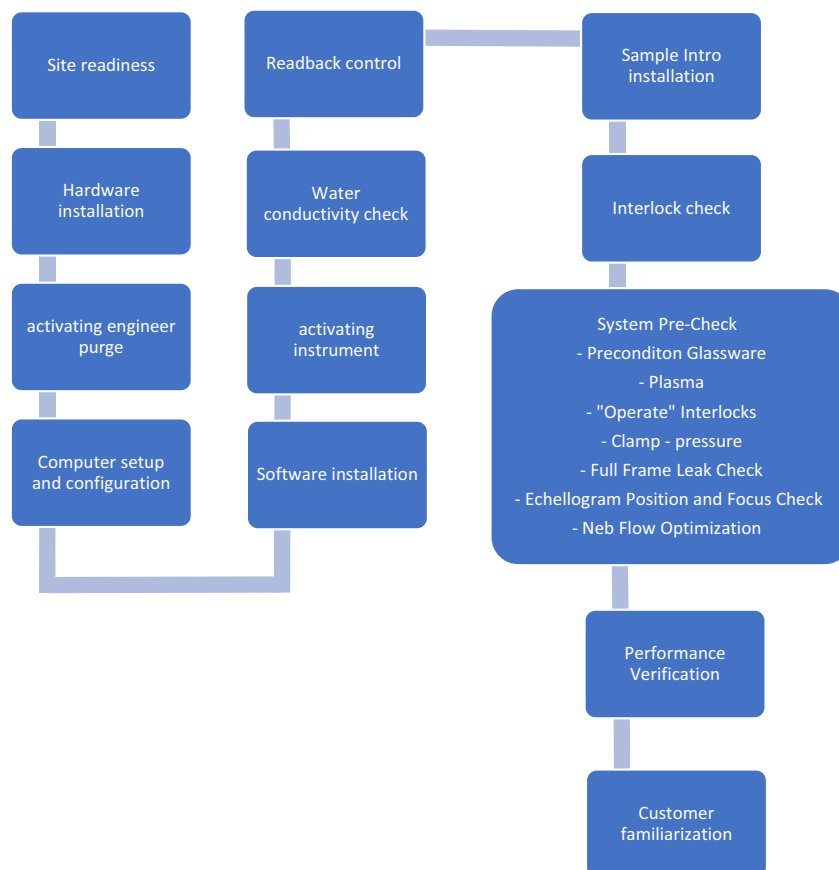 Site readiness
Hardware
installation
activating engineer
purge
Computer setup
and configuration
Software installation
activating
instrument
Water
conductivity check
Readback control
Sample Intro
installation
Interlock check
System Pre-Check
- Preconditon Glassware
- Plasma
- "Operate" Interlocks
- Clamp - pressure
- Full Frame Leak Check
- Echellogram Position and Focus Check
- Neb Flow Optimization
Performance
Verification
Customer
familiarization